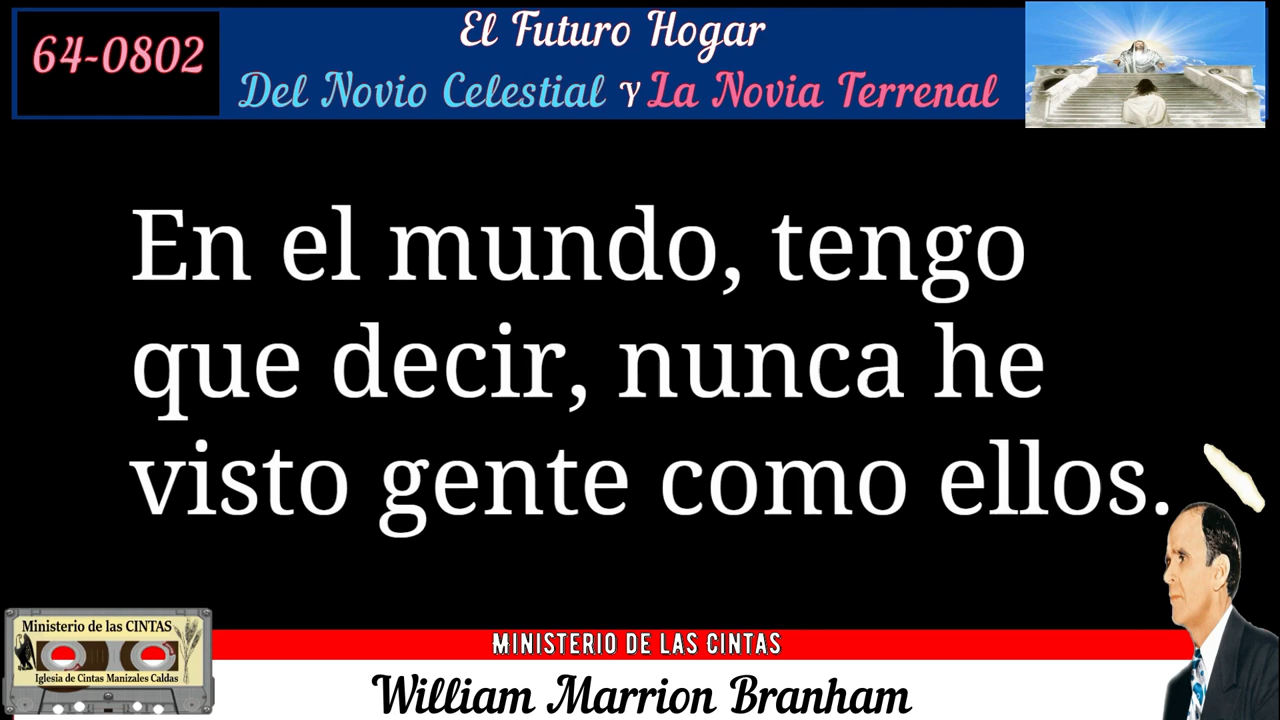 64-0802
El Futuro Hogar
Del Novio Celestial Y La Novia Terrenal
En el mundo, tengo
que decir, nunca he
visto gente como ellos.
Ministerio de las CINTAS
Iglesia de Cintas Manizales Caldas
MINISTERIO DE LAS CINTAS
William Marrion Branham